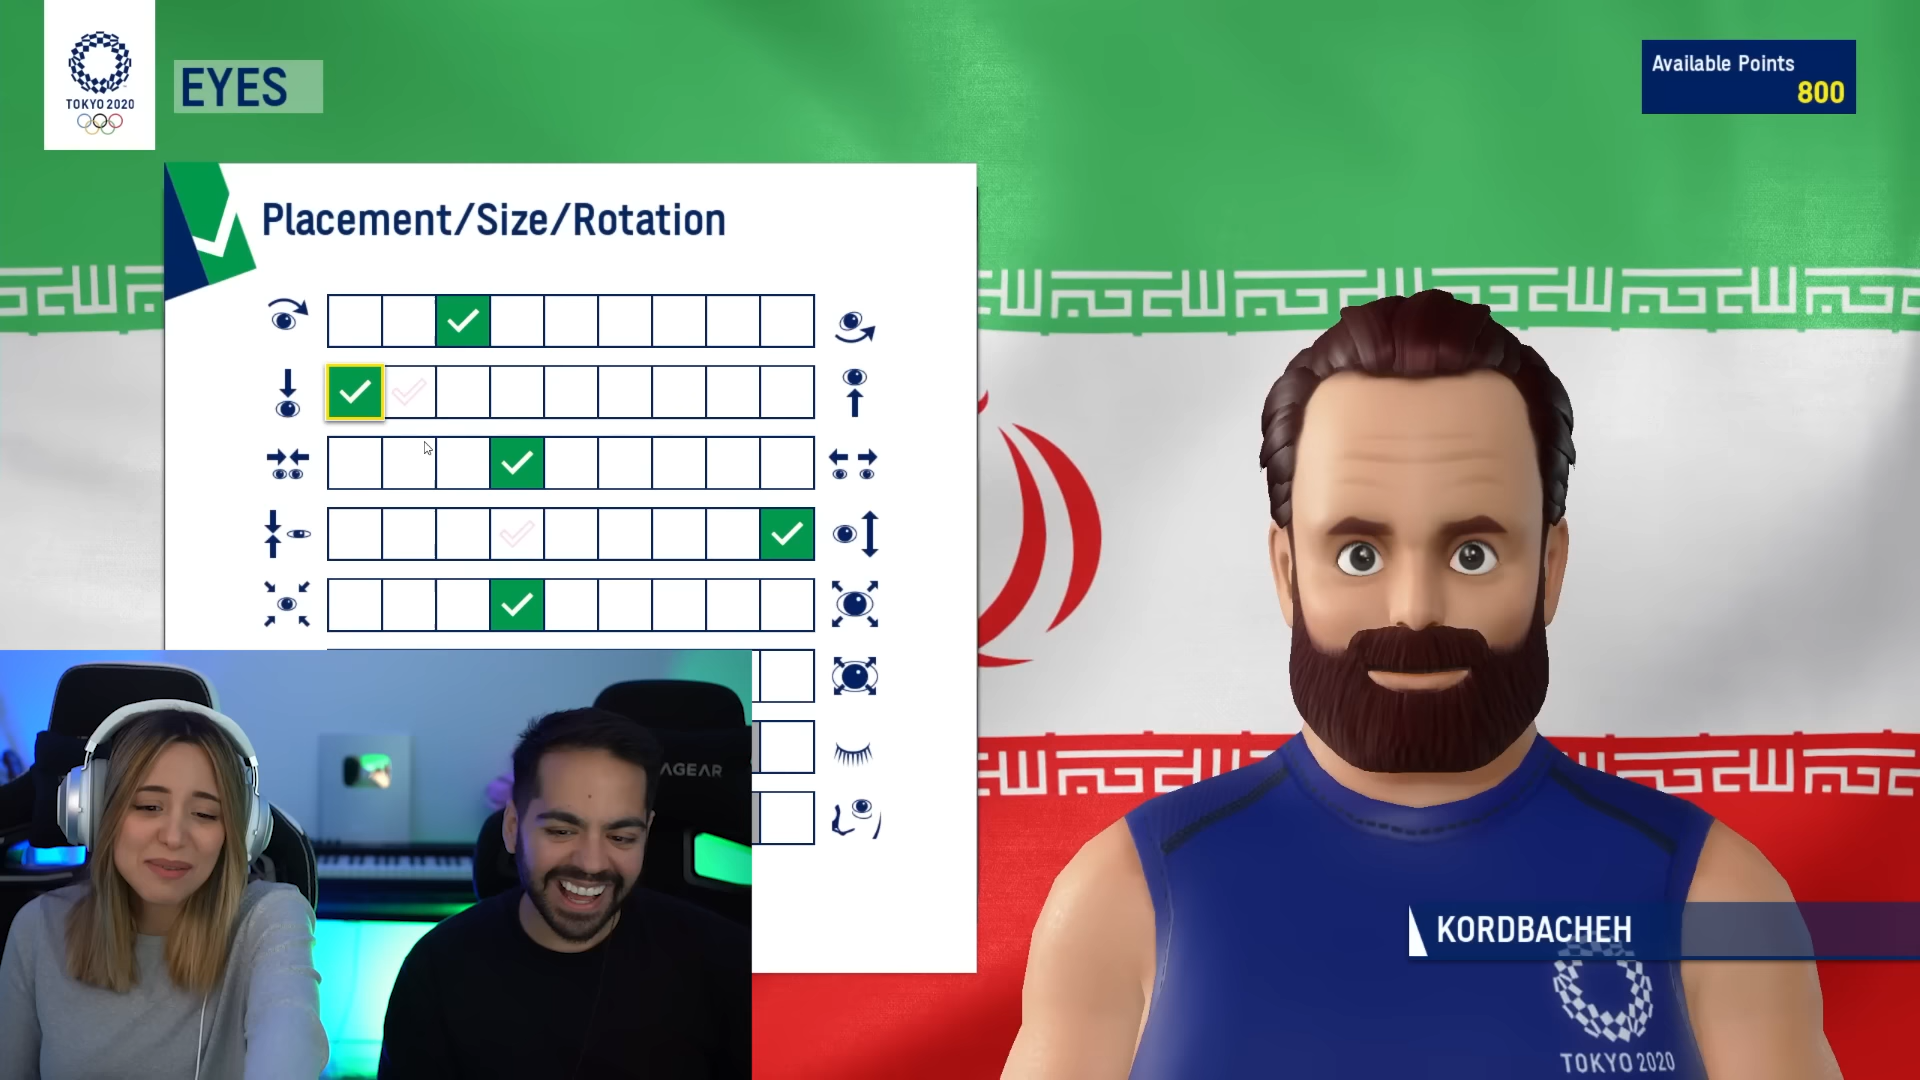 TOKYO 2020
EYES
Available Points
800
Placement/Size/Rotation
AGEAR
KORDBACHEH
TOKYO 2020